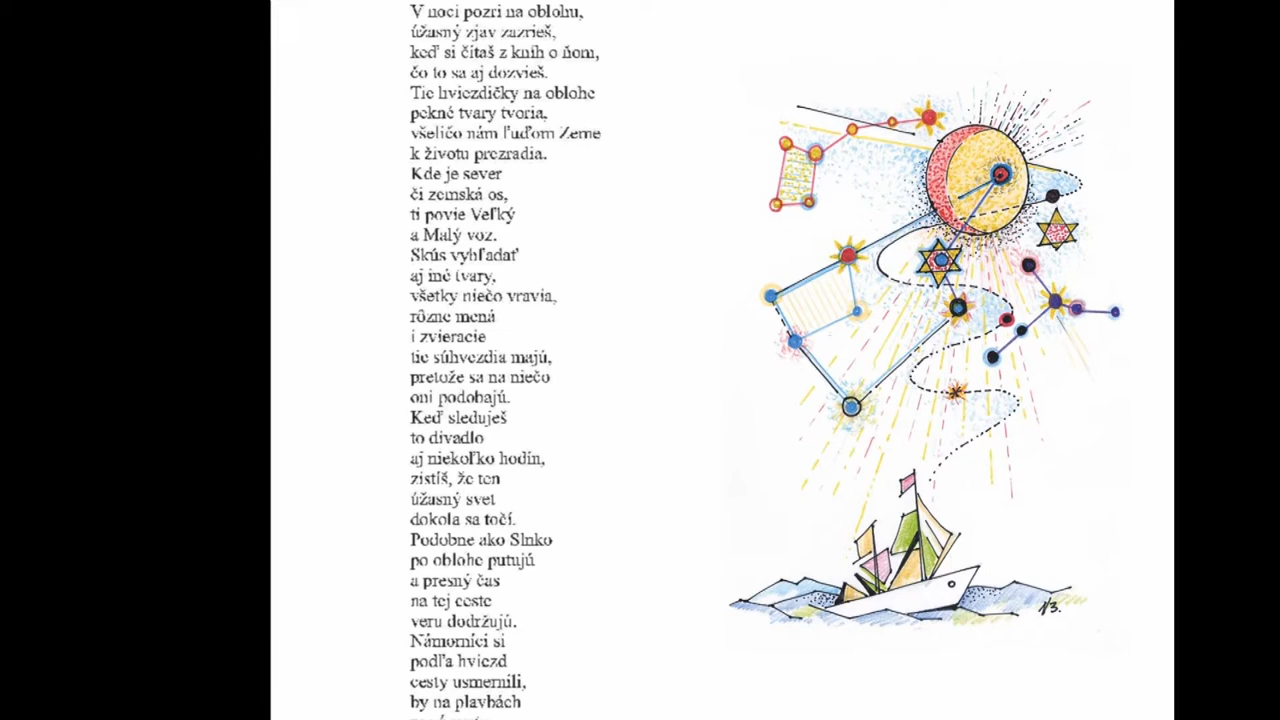 V noci pozri na oblohu,
úžasný zjav zazrieš,
keď si čítaš z kníh o ňom,
čo to sa aj dozvieš.
Tie hviezdičky na oblohe
pekné tvary tvoria,
všeličo nám ľuďom Zeme
k životu prezradia.
Kde je sever
či zemská os,
ti povie Veľký
a Malý voz.
Skús vyhľadať
aj iné tvary,
všetky niečo vravia,
rôzne mená
i zvieracie
tie súhvezdia majú,
pretože sa na niečo
oni podobajú.
Keď sleduješ
to divadlo
aj niekoľko hodín,
zistíš, že ten
úžasný svet
dokola sa točí.
Podobne ako Slnko
po oblohe putujú
a presný čas
na tej ceste
veru dodržujú.
Námorníci si
podľa hviezd
cesty usmernili,
by na plavbách